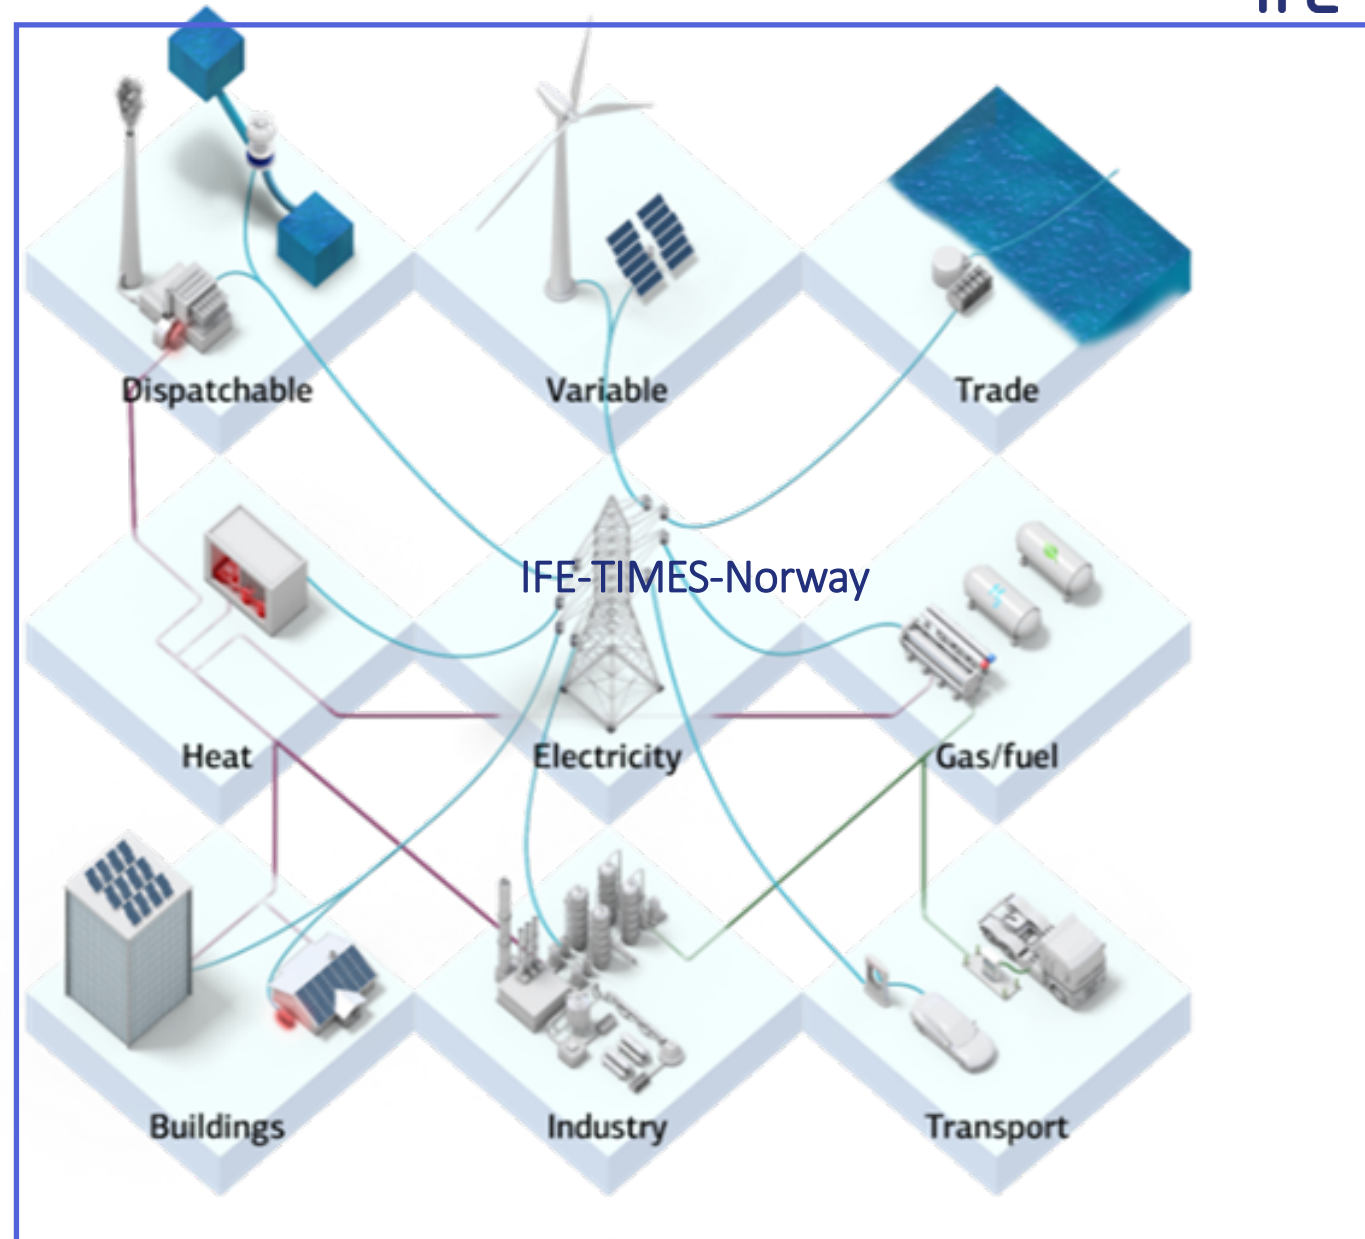 Dispatchable
Variable
Trade
IFE-TIMES-Norway
Heat
Electricity
Gas/fuel
Buildings
Industry
Transport